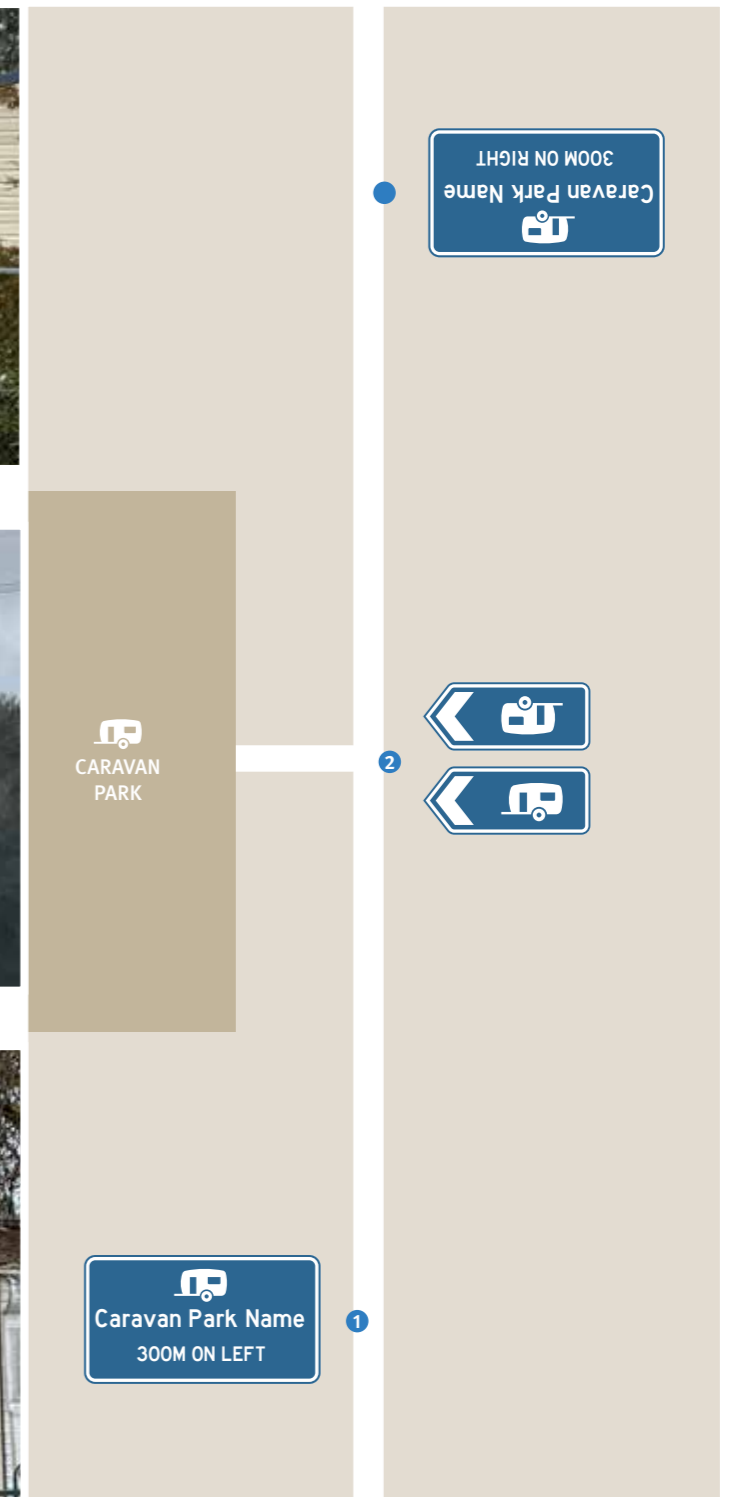 300M ON RIGHT
Caravan Park Name
CARAVAN
PARK
2
Caravan Park Name
300M ON LEFT
1